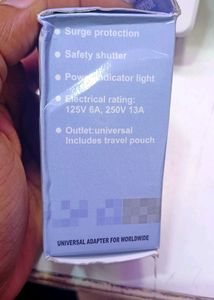 Surge protection
Safety shutter
Power indicator light
Electrical rating:
125V 6A, 250V 13A
Outlet:universal
Includes travel pouch
UNIVERSAL ADAPTER FOR WORLDWIDE